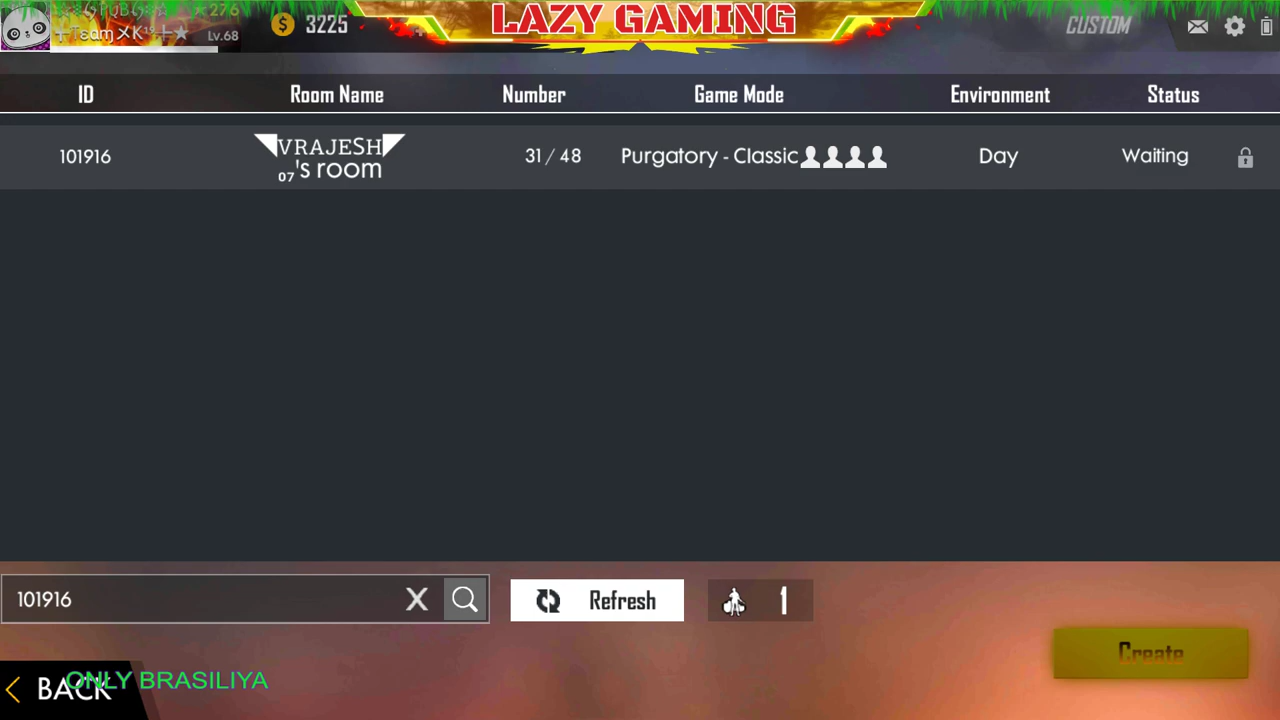 276
3225
LAZY GAMING
CUSTOM
Lv.68
ID Room Name Number Game Mode Environment Status
101916 VRAJESH 07's room 31 / 48 Purgatory - Classic Day Waiting
101916 X Refresh 1
Create
BACK
ONLY BRASILIYA